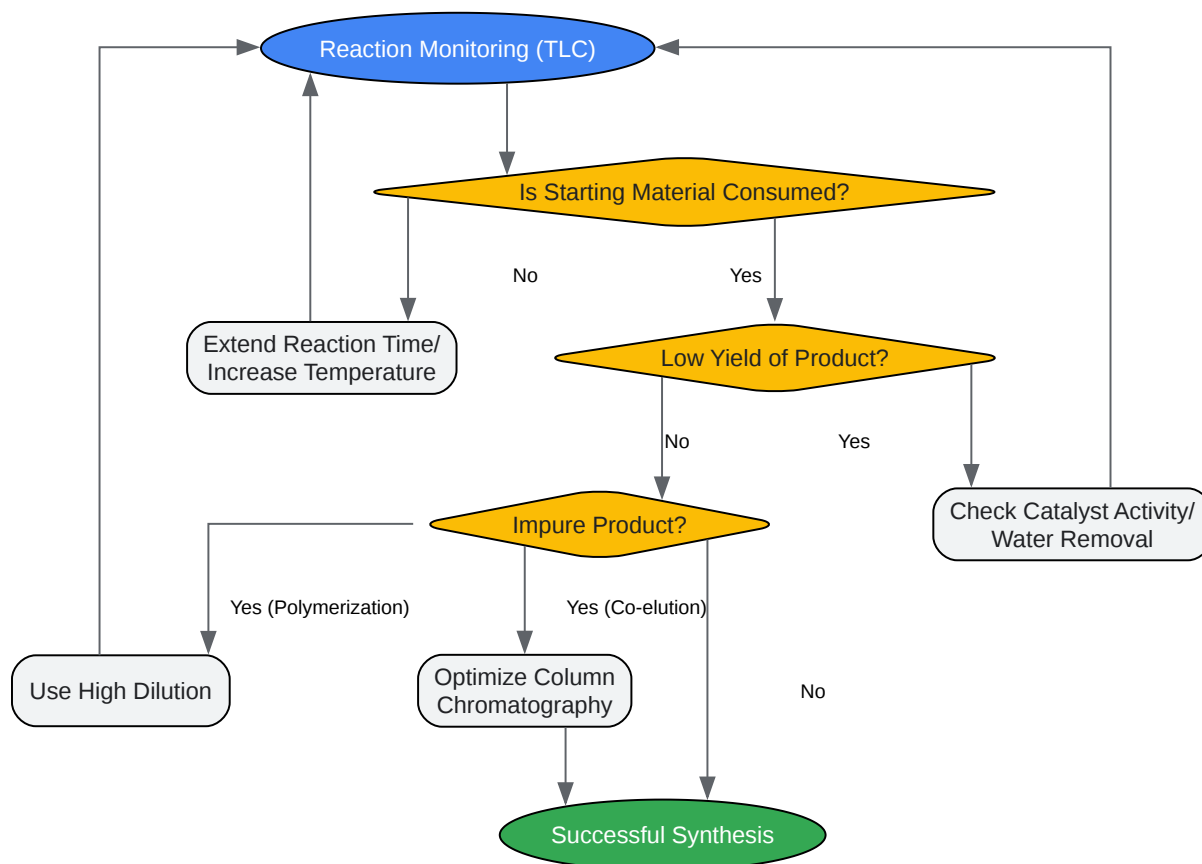 Reaction Monitoring (TLC)
Is Starting Material Consumed?
No
Yes
Extend Reaction Time/
Increase Temperature
Low Yield of Product?
No
Yes
Impure Product?
Check Catalyst Activity/
Water Removal
Yes (Polymerization)
Yes (Co-elution)
Use High Dilution
Optimize Column
Chromatography
No
Successful Synthesis